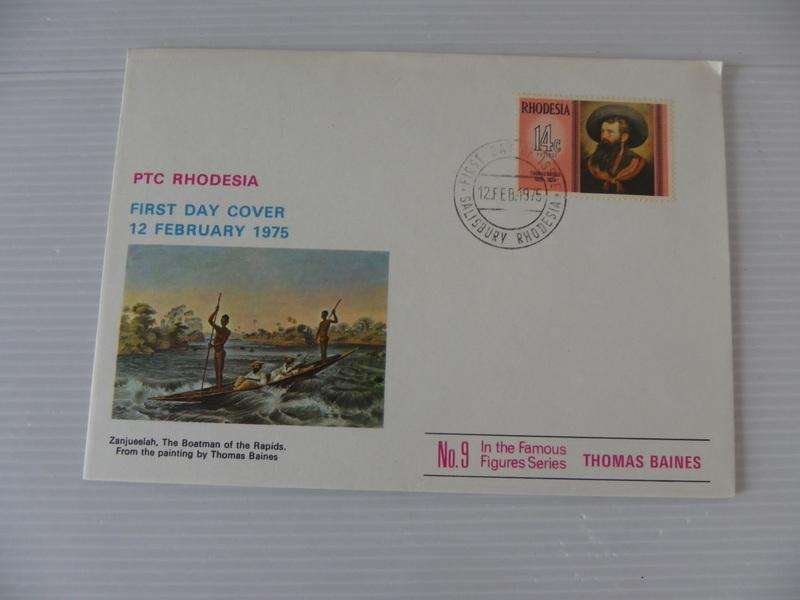 PTC RHODESIA
FIRST DAY COVER
12 FEBRUARY 1975
RHODESIA
14c
12.FEB.1975
SALISBURY RHODESIA
Zanjueelah, The Boatman of the Rapids.
From the painting by Thomas Baines
No.9
In the Famous
Figures Series
THOMAS BAINES